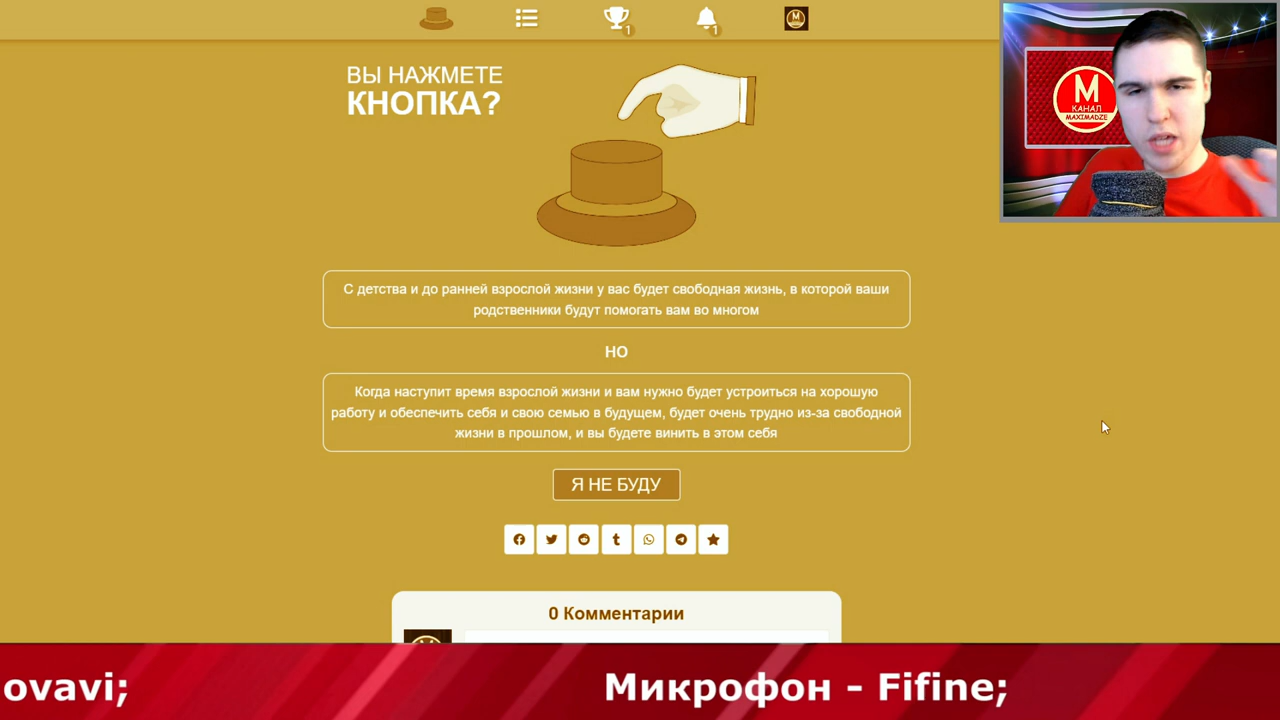 1
1
М
КАНАЛ
MAXIMADZE
ВЫ НАЖМЕТЕ
КНОПКА?
С детства и до ранней взрослой жизни у вас будет свободная жизнь, в которой ваши
родственники будут помогать вам во многом
НО
Когда наступит время взрослой жизни и вам нужно будет устроиться на хорошую
работу и обеспечить себя и свою семью в будущем, будет очень трудно из-за свободной
жизни в прошлом, и вы будете винить в этом себя
Я НЕ БУДУ
0 Комментарии
ovavi;
Микрофон - Fifine;